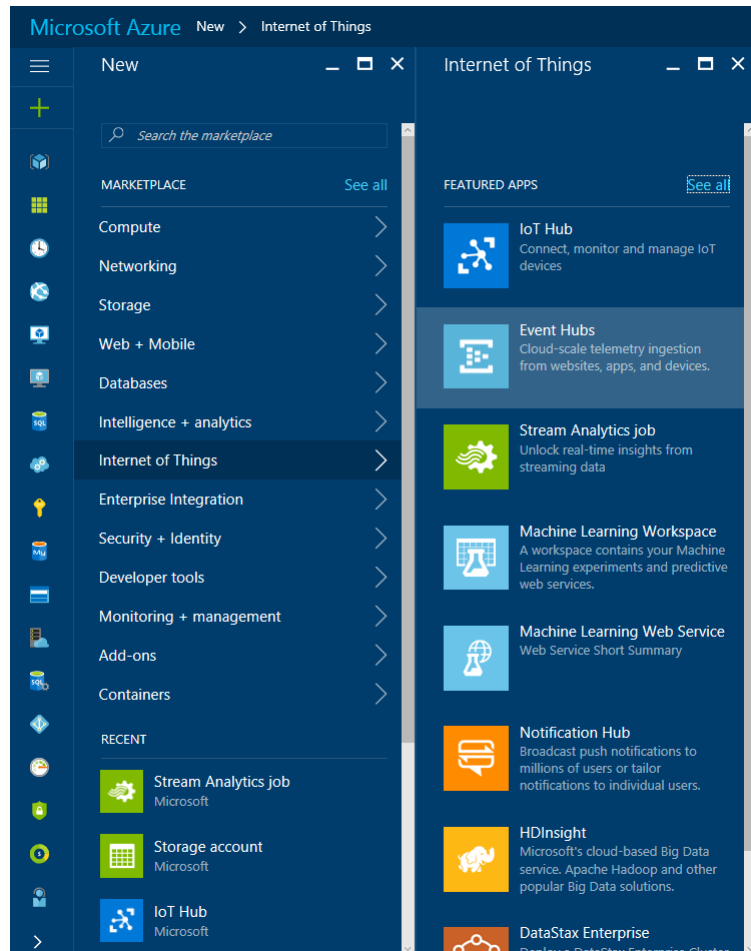 Microsoft Azure New > Internet of Things
New
Search the marketplace
MARKETPLACE See all
Compute
Networking
Storage
Web + Mobile
Databases
Intelligence + analytics
Internet of Things
Enterprise Integration
Security + Identity
Developer tools
Monitoring + management
Add-ons
Containers
RECENT
Stream Analytics job
Microsoft
Storage account
Microsoft
IoT Hub
Microsoft
Internet of Things
FEATURED APPS See all
IoT Hub
Connect, monitor and manage IoT
devices
Event Hubs
Cloud-scale telemetry ingestion
from websites, apps, and devices.
Stream Analytics job
Unlock real-time insights from
streaming data
Machine Learning Workspace
A workspace contains your Machine
Learning experiments and predictive
web services.
Machine Learning Web Service
Web Service Short Summary
Notification Hub
Broadcast push notifications to
millions of users or tailor
notifications to individual users.
HDInsight
Microsoft's cloud-based Big Data
service. Apache Hadoop and other
popular Big Data solutions.
DataStax Enterprise
Deploy a DataStax Enterprise Cluster
SQL
My
SQL